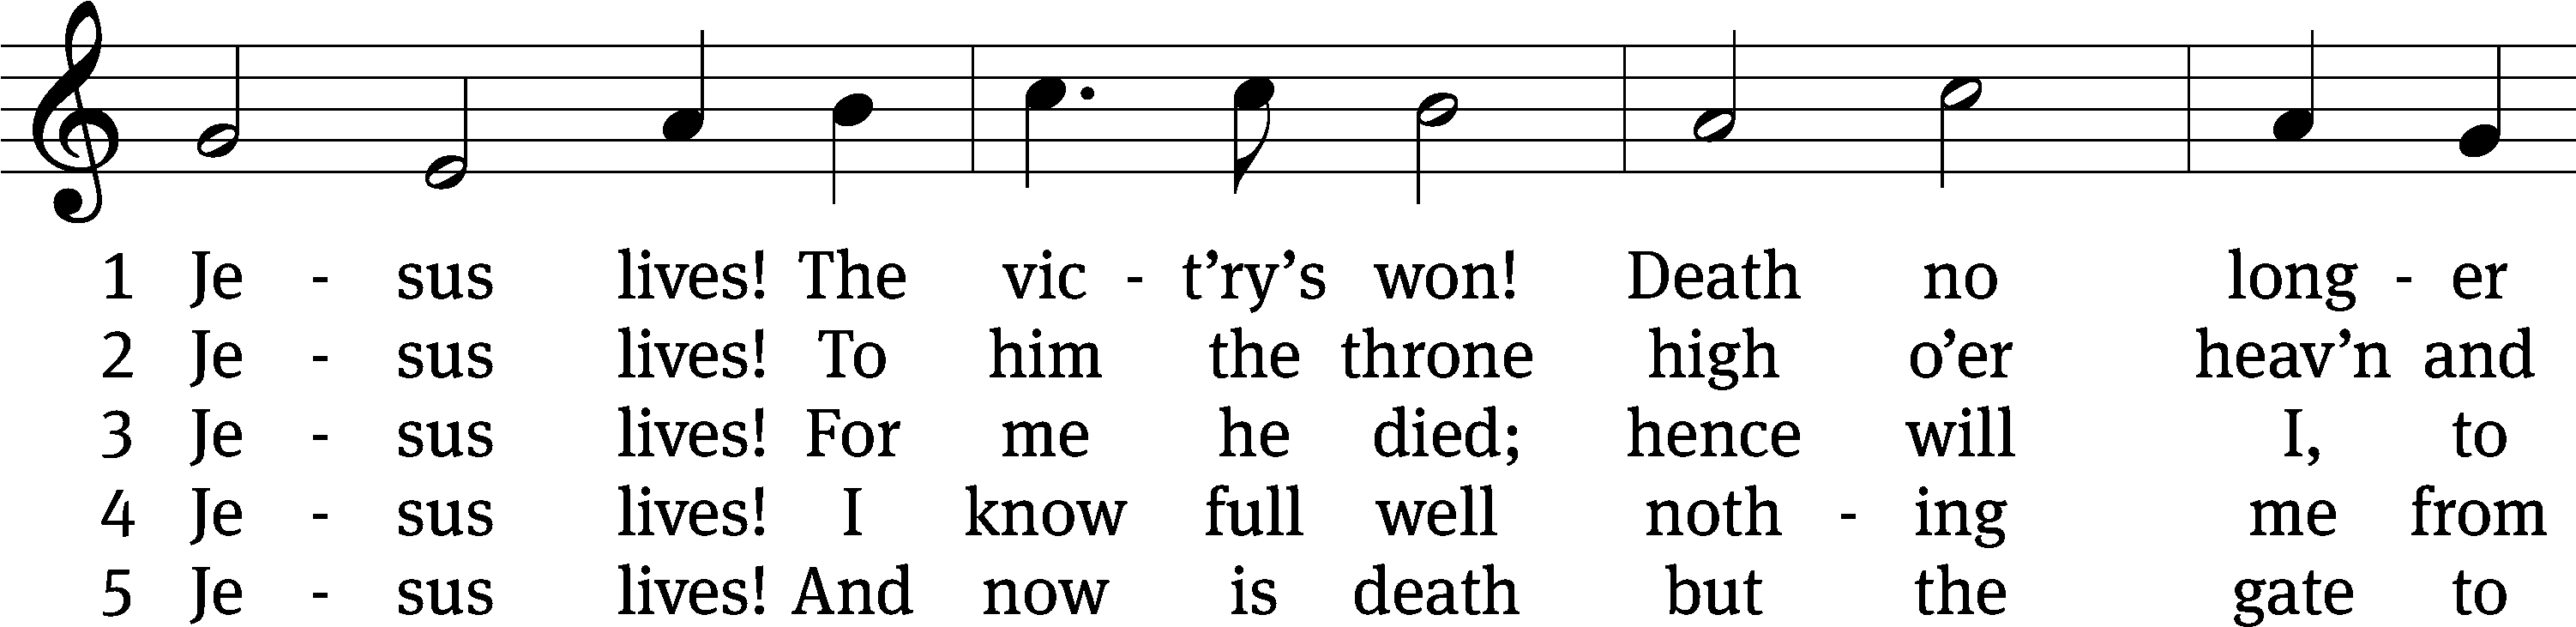 1 Je - sus lives! The vic - t’ry’s won! Death no long - er
2 Je - sus lives! To him the throne high o’er heav’n and
3 Je - sus lives! For me he died; hence will I, to
4 Je - sus lives! I know full well noth - ing me from
5 Je - sus lives! And now is death but the gate to